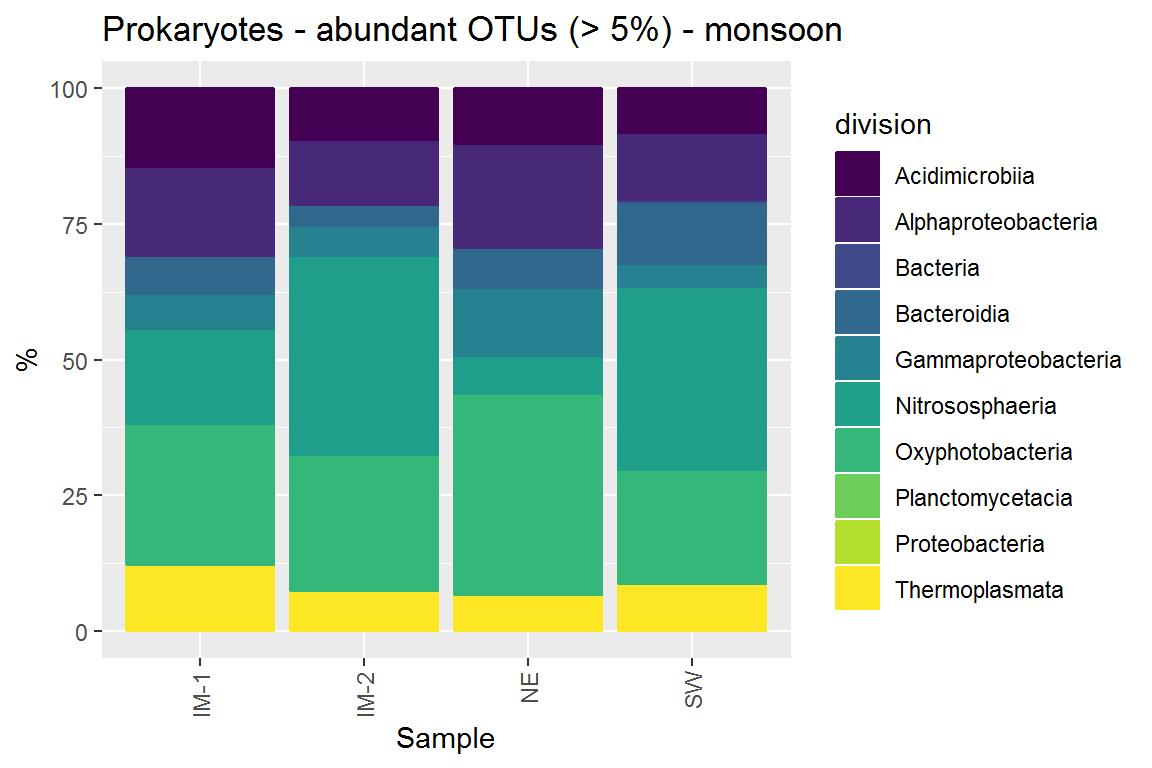 Prokaryotes - abundant OTUs (> 5%) - monsoon
100
75
50
25
0
%
IM-1
IM-2
NE
SW
Sample
division
Acidimicrobiia
Alphaproteobacteria
Bacteria
Bacteroidia
Gammaproteobacteria
Nitrososphaeria
Oxyphotobacteria
Planctomycetacia
Proteobacteria
Thermoplasmata